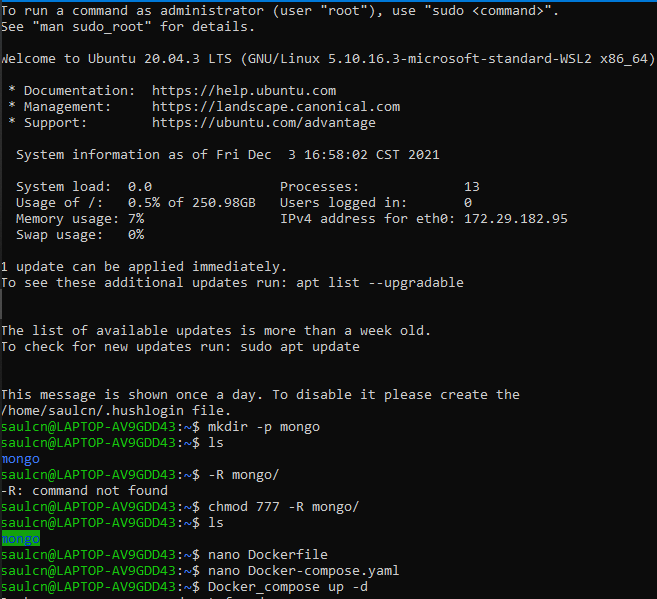 To run a command as administrator (user "root"), use "sudo <command>".
See "man sudo_root" for details.
Welcome to Ubuntu 20.04.3 LTS (GNU/Linux 5.10.16.3-microsoft-standard-WSL2 x86_64)
* Documentation:  https://help.ubuntu.com
* Management:     https://landscape.canonical.com
* Support:        https://ubuntu.com/advantage
System information as of Fri Dec  3 16:58:02 CST 2021
System load:  0.0                Processes:             13
Usage of /:   0.5% of 250.98GB   Users logged in:       0
Memory usage: 7%                 IPv4 address for eth0: 172.29.182.95
Swap usage:   0%
1 update can be applied immediately.
To see these additional updates run: apt list --upgradable
The list of available updates is more than a week old.
To check for new updates run: sudo apt update
This message is shown once a day. To disable it please create the
/home/saulcn/.hushlogin file.
saulcn@LAPTOP-AV9GDD43:~$ mkdir -p mongo
saulcn@LAPTOP-AV9GDD43:~$ ls
mongo
saulcn@LAPTOP-AV9GDD43:~$ -R mongo/
-R: command not found
saulcn@LAPTOP-AV9GDD43:~$ chmod 777 -R mongo/
saulcn@LAPTOP-AV9GDD43:~$ ls
mongo
saulcn@LAPTOP-AV9GDD43:~$ nano Dockerfile
saulcn@LAPTOP-AV9GDD43:~$ nano Docker-compose.yaml
saulcn@LAPTOP-AV9GDD43:~$ Docker_compose up -d